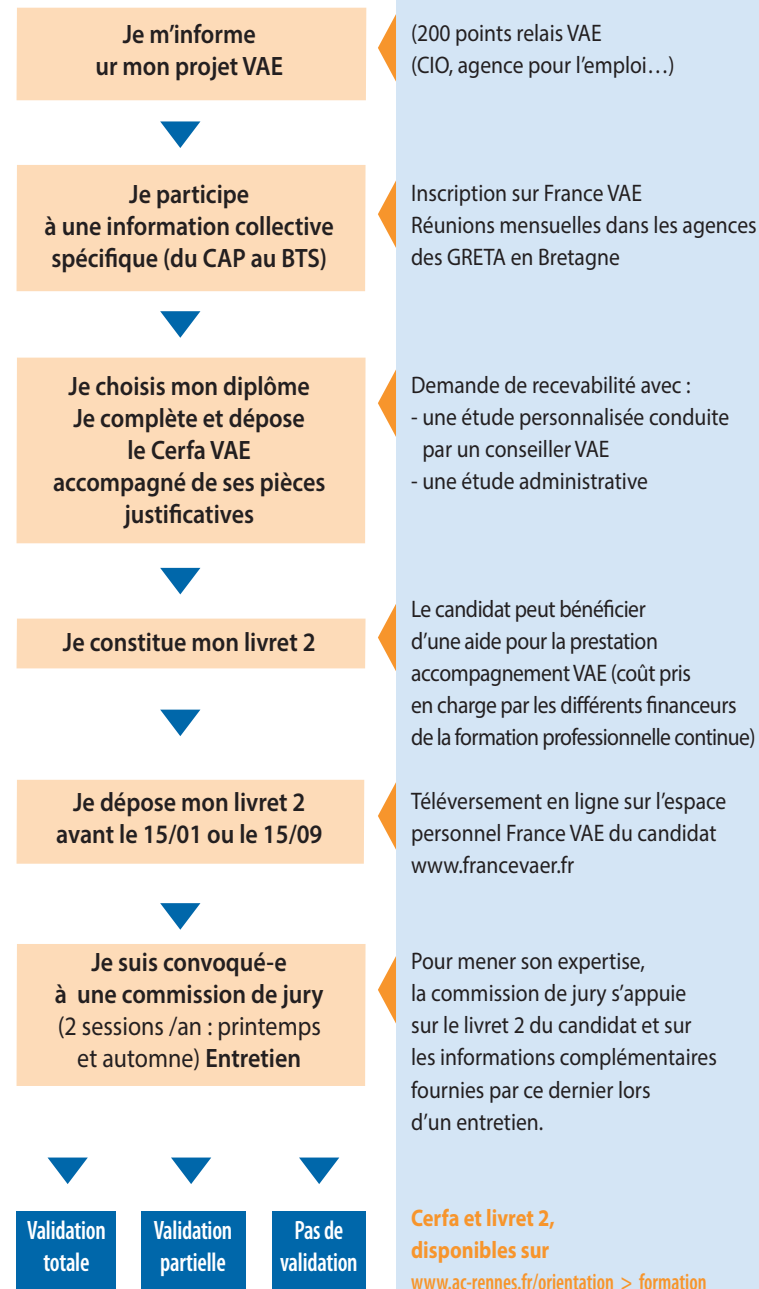 Je m'informe
ur mon projet VAE
(200 points relais VAE
(CIO, agence pour l'emploi…)
Je participe
à une information collective
spécifique (du CAP au BTS)
Inscription sur France VAE
Réunions mensuelles dans les agences
des GRETA en Bretagne
Je choisis mon diplôme
Je complète et dépose
le Cerfa VAE
accompagné de ses pièces
justificatives
Demande de recevabilité avec :
- une étude personnalisée conduite
par un conseiller VAE
- une étude administrative
Je constitue mon livret 2
Le candidat peut bénéficier
d'une aide pour la prestation
accompagnement VAE (coût pris
en charge par les différents financeurs
de la formation professionnelle continue)
Je dépose mon livret 2
avant le 15/01 ou le 15/09
Téléversement en ligne sur l'espace
personnel France VAE du candidat
www.francevaer.fr
Je suis convoqué-e
à une commission de jury
(2 sessions /an : printemps
et automne) Entretien
Pour mener son expertise,
la commission de jury s'appuie
sur le livret 2 du candidat et sur
les informations complémentaires
fournies par ce dernier lors
d'un entretien.
Validation
totale
Validation
partielle
Pas de
validation
Cerfa et livret 2,
disponibles sur
www.ac-rennes.fr/orientation > formation